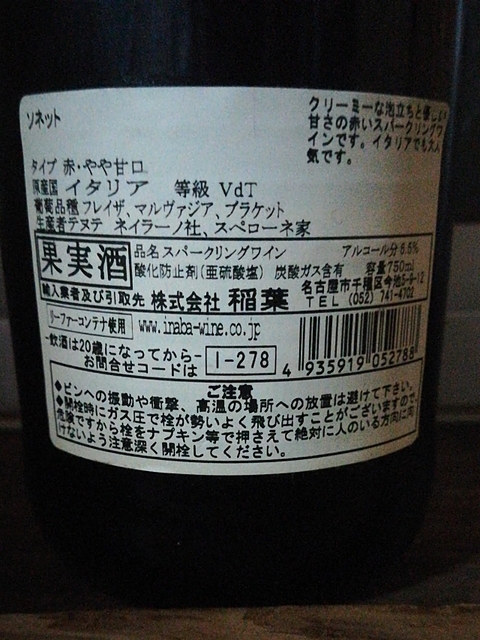 ソネット
クリーミーな泡立ちと優しい
甘さの赤いスパークリングワ
インです。イタリアでも大人
気です。
タイプ 赤・やや甘口
原産国 イタリア 等級 VdT
葡萄品種 フレイザ、マルヴァジア、ブラケット
生産者テヌテ ネイラーノ社、スペローネ家
果実酒
品名スパークリングワイン アルコール分 6.5%
酸化防止剤(亜硫酸塩) 炭酸ガス含有 容量750ml
輸入業者及び引取先 株式会社 稲葉
名古屋市千種区今池5-9-12
TEL (052) 741-4702
リーファーコンテナ使用 www.inaba-wine.co.jp
-飲酒は20歳になってから-
お問合せコードは I-278
4 935919 052788
ご注意
◆ビンへの振動や衝撃、高温の場所への放置は避けて下さい。
◆開栓時にガス圧で栓が勢いよく飛び出すことがございますので、
危険ですから栓をナプキン等で押さえて絶対に人のいる方向に向
けないよう注意深く開栓してください。